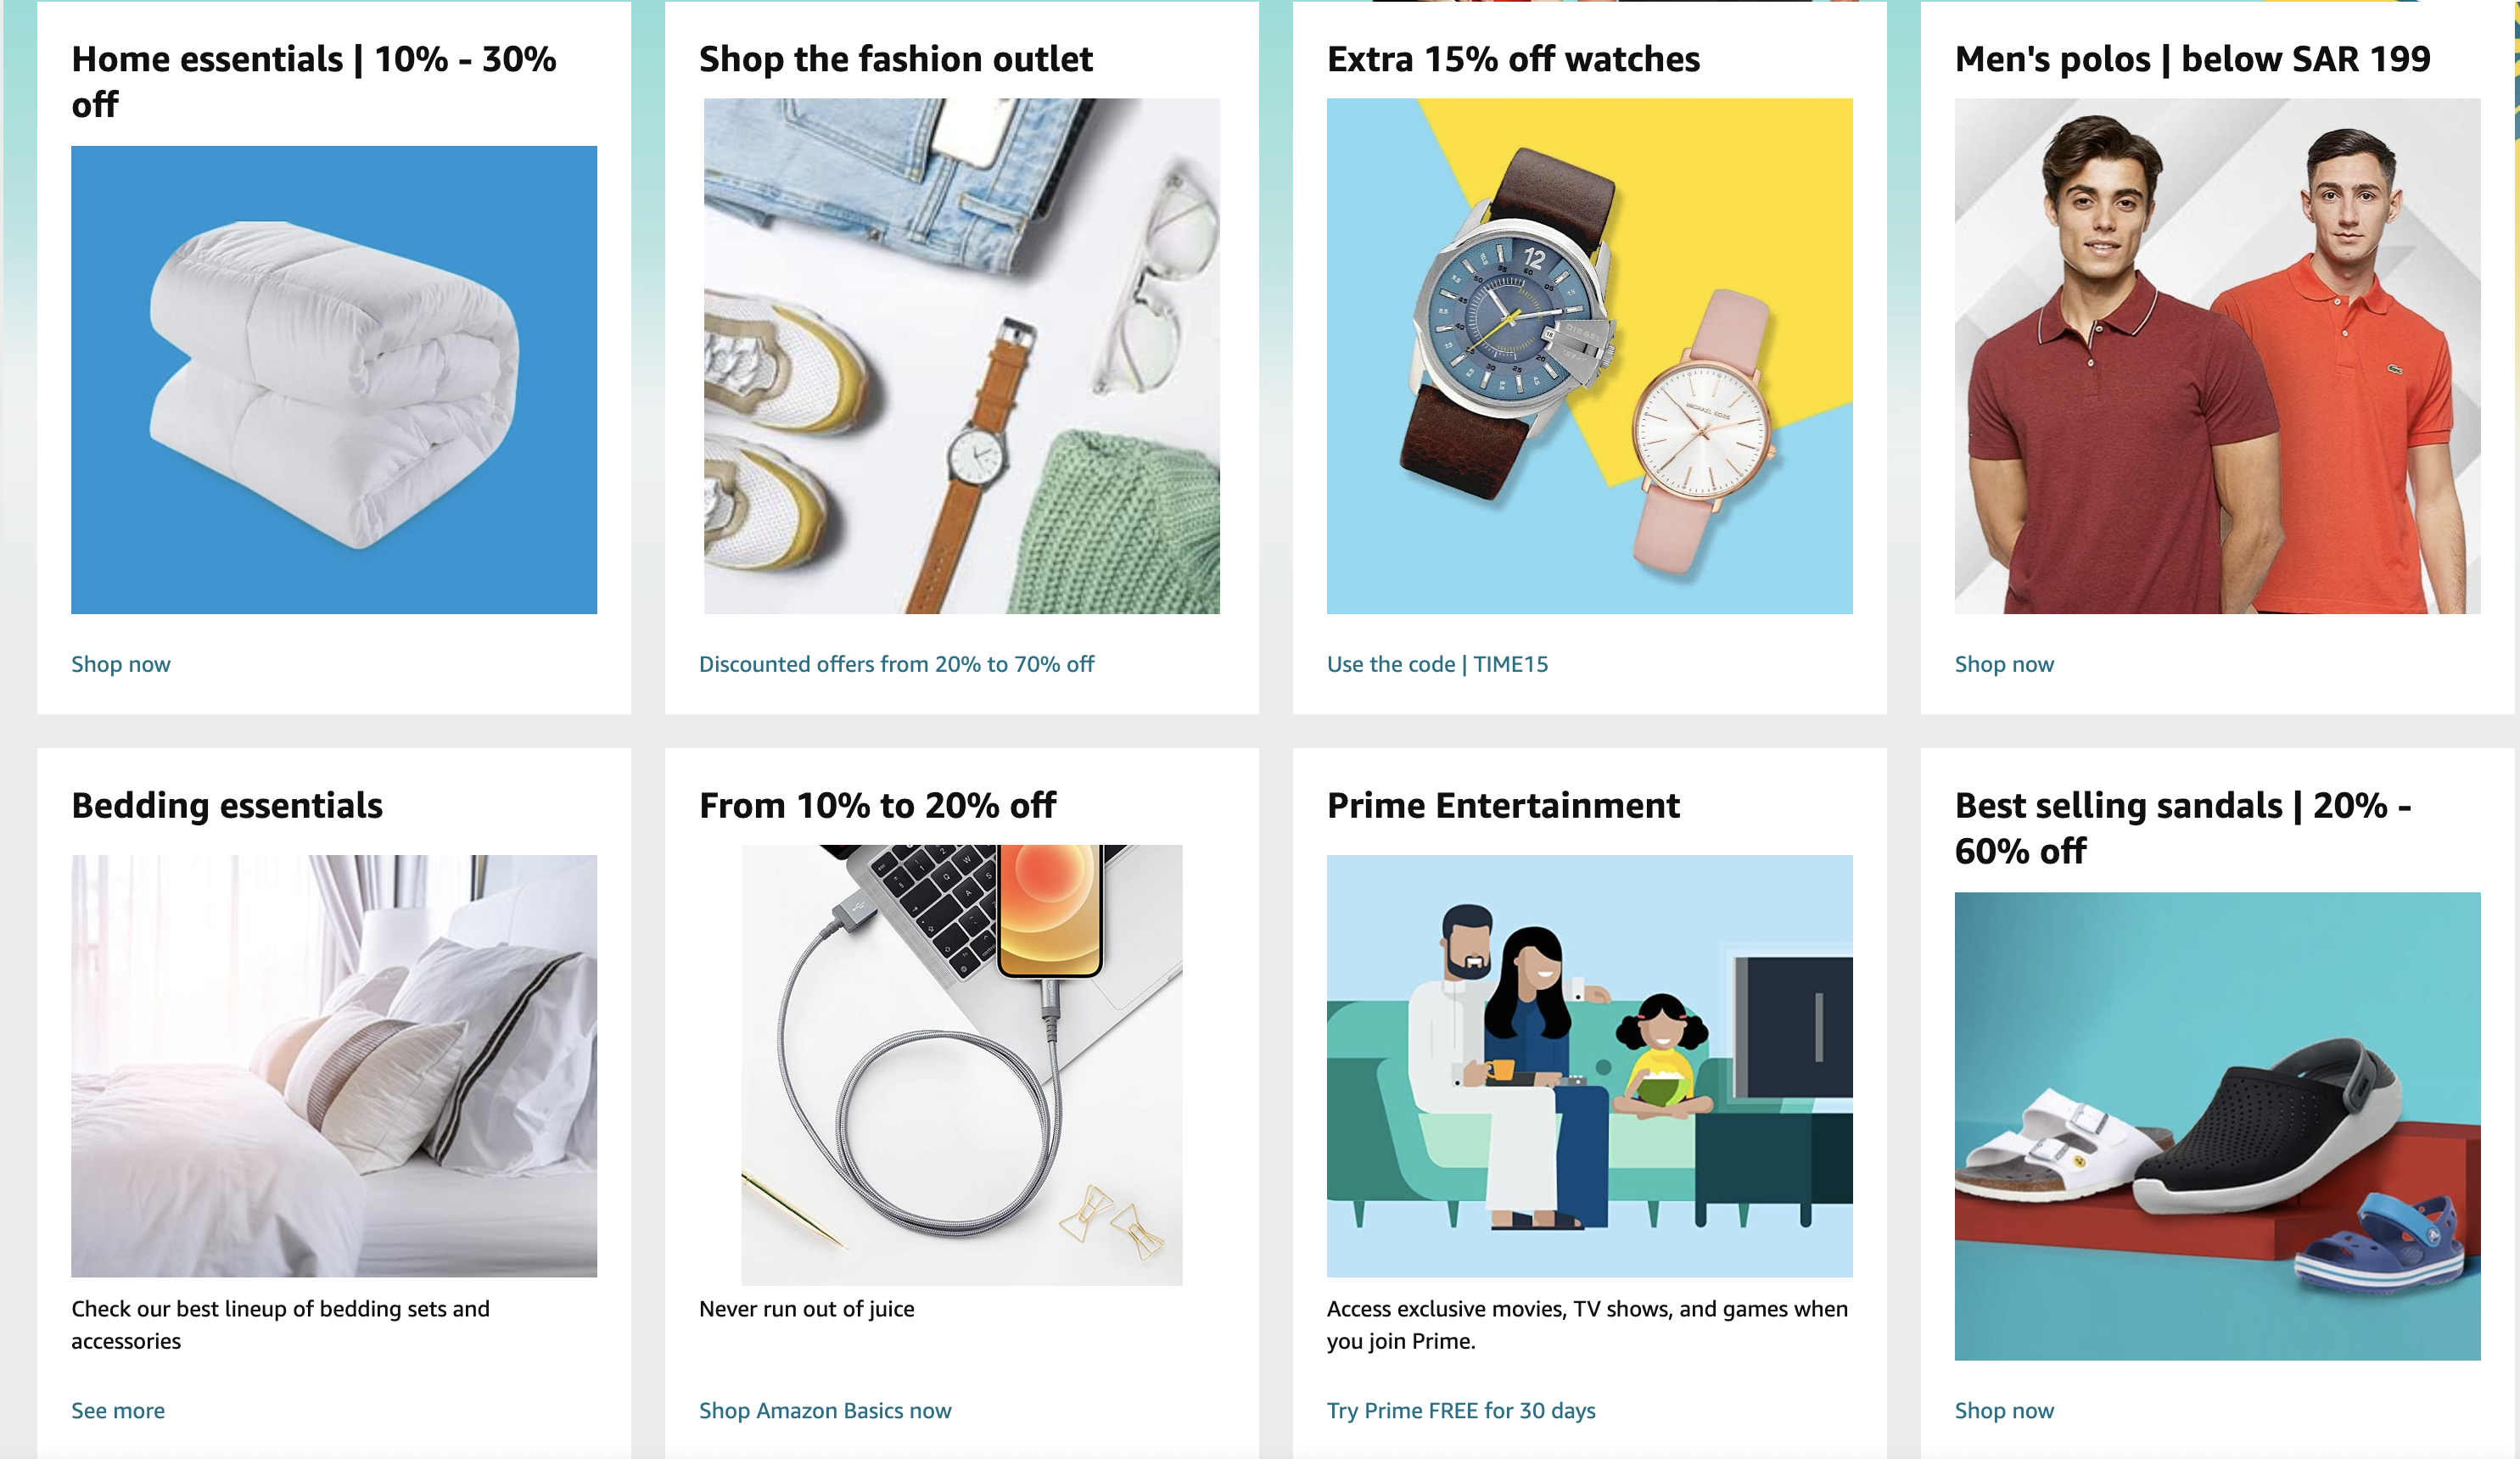 Home essentials | 10% - 30%
off
Shop now
Shop the fashion outlet
Discounted offers from 20% to 70% off
Extra 15% off watches
12
DIESEL
MICHAEL KORS
Use the code | TIME15
Men's polos | below SAR 199
Shop now
Bedding essentials
Check our best lineup of bedding sets and
accessories
See more
From 10% to 20% off
Never run out of juice
Shop Amazon Basics now
Prime Entertainment
Access exclusive movies, TV shows, and games when
you join Prime.
Try Prime FREE for 30 days
Best selling sandals | 20% -
60% off
Shop now